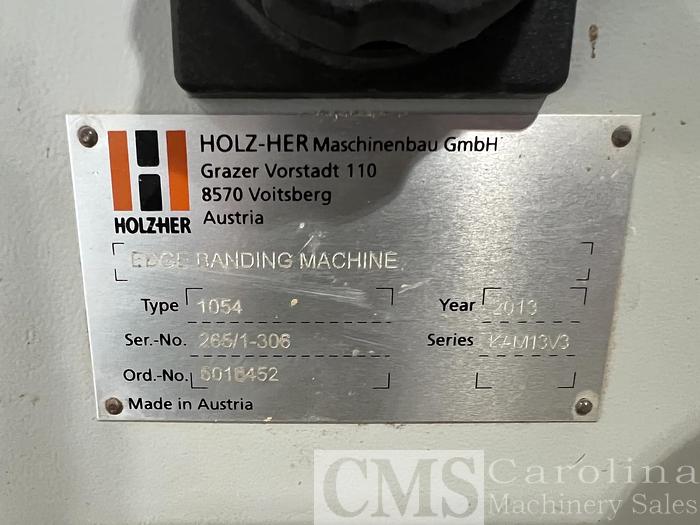 HOLZ-HER Maschinenbau GmbH
Grazer Vorstadt 110
8570 Voitsberg
Austria
HOLZHER
EDGE BANDING MACHINE
Type 1054 Year 2013
Ser.-No. 265/1-306 Series KAM13V3
Ord.-No. 6016452
Made in Austria
CMS Carolina
Machinery Sales